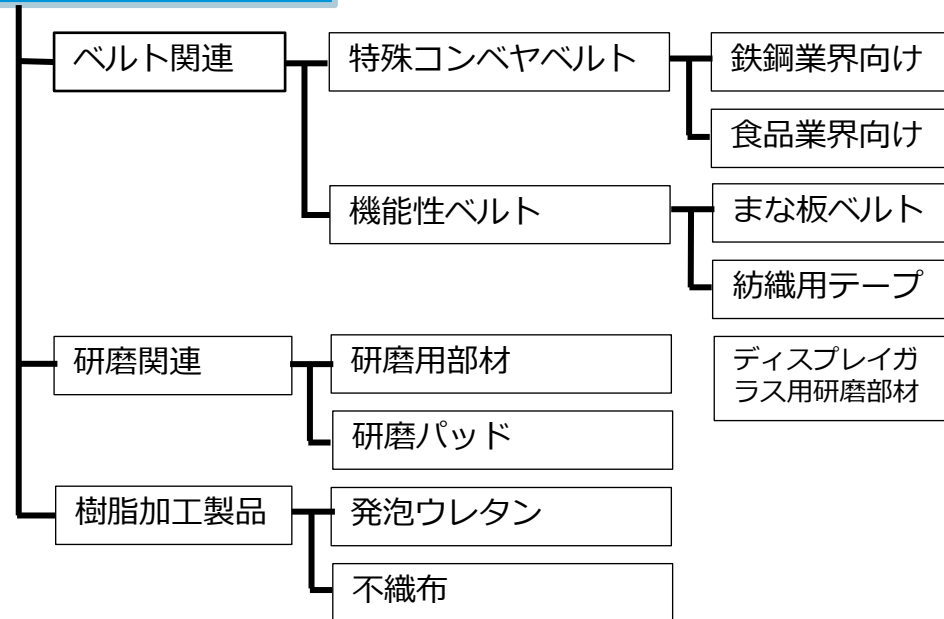 ベルト関連
特殊コンベヤベルト
鉄鋼業界向け
食品業界向け
機能性ベルト
まな板ベルト
紡織用テープ
研磨関連
研磨用部材
ディスプレイガ
ラス用研磨部材
研磨パッド
樹脂加工製品
発泡ウレタン
不織布